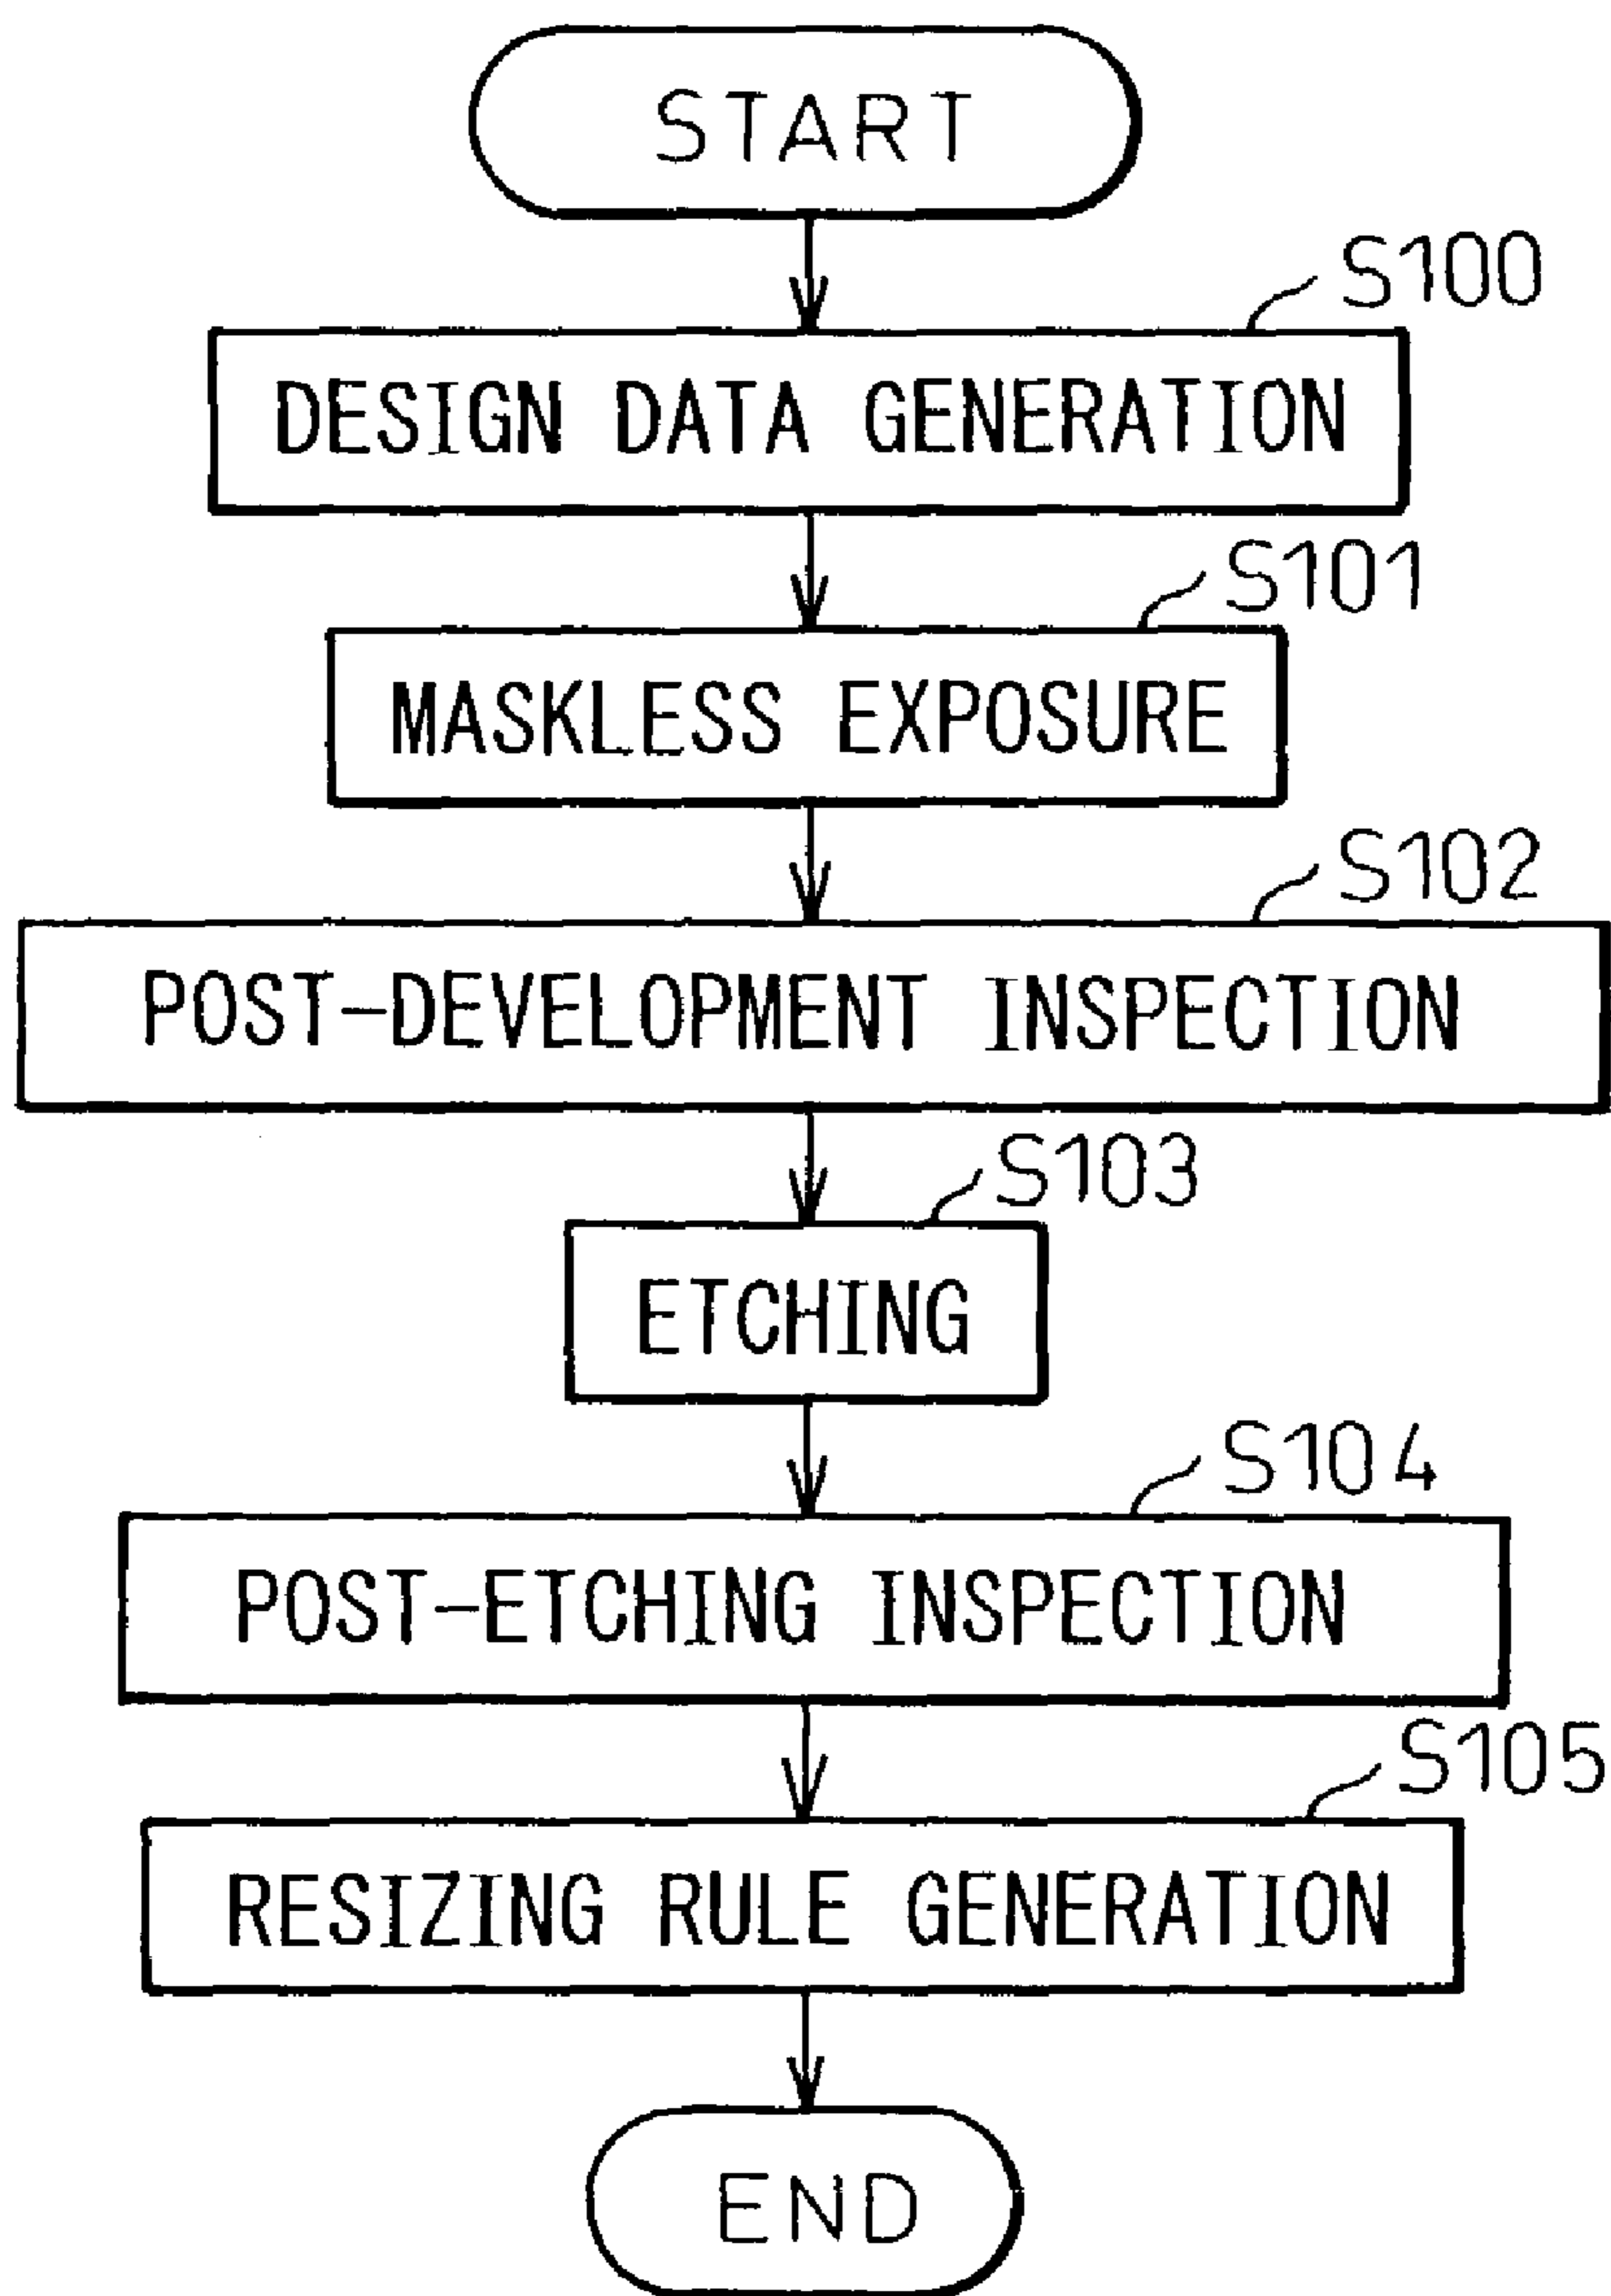 START
S100
DESIGN DATA GENERATION
S101
MASKLESS EXPOSURE
S102
POST-DEVELOPMENT INSPECTION
S103
ETCHING
S104
POST-ETCHING INSPECTION
S105
RESIZING RULE GENERATION
END